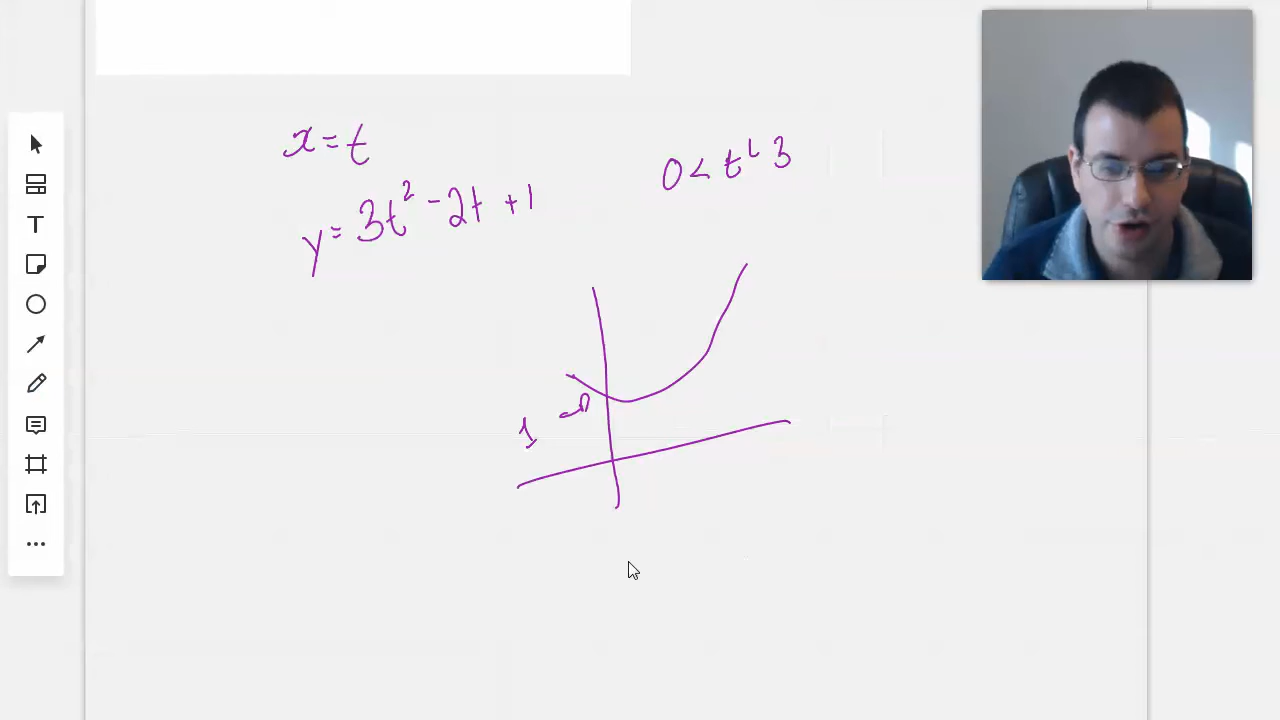 x = t
0 < t < 3
y = 3t² - 2t + 1
1
T